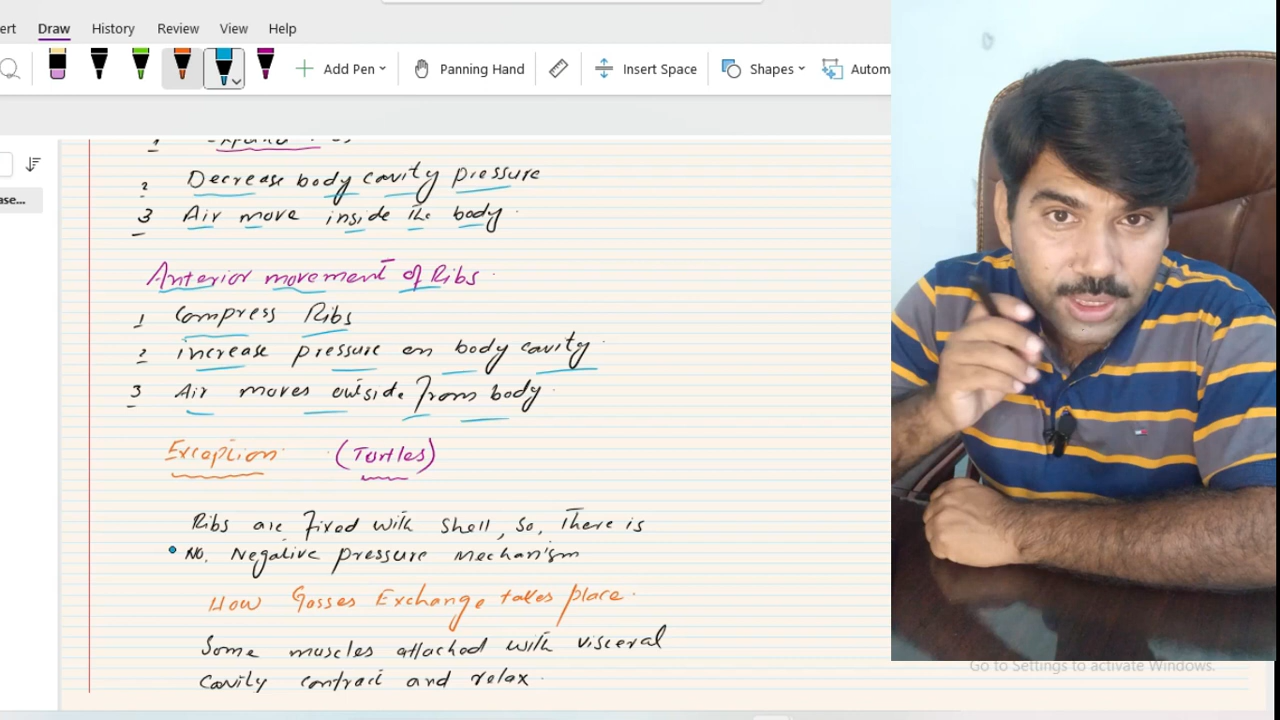 ert Draw History Review View Help
Add Pen Panning Hand Insert Space Shapes Autom
1
2 Decrease body cavity pressure
3 Air move inside the body
ase...
Anterior movement of Ribs
1 Compress Ribs
2 increase pressure on body cavity
3 Air moves outside from body
Exception (Turtles)
Ribs are fixed with shell, so, There is
No. Negative pressure mechanism
How Gasses Exchange takes place.
Some muscles attached with visceral
Cavity contract and relax
Go to Settings to activate Windows.